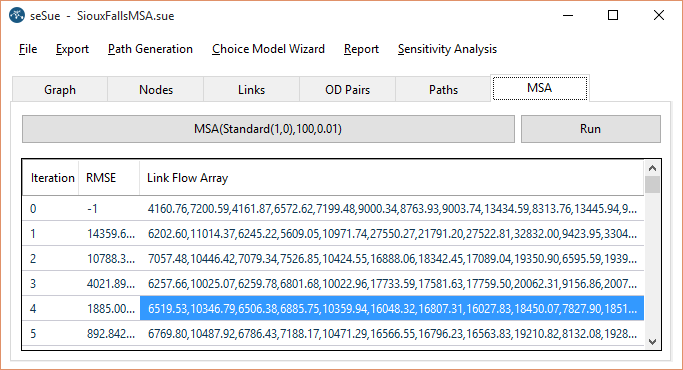 seSue - SiouxFallsMSA.sue
File Export Path Generation Choice Model Wizard Report Sensitivity Analysis
Graph Nodes Links OD Pairs Paths MSA
MSA(Standard(1,0),100,0.01) Run
Iteration RMSE Link Flow Array
0 -1 4160.76,7200.59,4161.87,6572.62,7199.48,9000.34,8763.93,9003.74,13434.59,8313.76,13445.94,9...
1 14359.6... 6202.60,11014.37,6245.22,5609.05,10971.74,27550.27,21791.20,27522.81,32832.00,9423.95,3304...
2 10788.3... 7057.48,10446.42,7079.34,7526.85,10424.55,16888.06,18342.45,17089.04,19350.90,6595.59,1939...
3 4021.89... 6257.66,10025.07,6259.78,6801.68,10022.96,17733.59,17581.63,17759.50,20062.31,9156.86,2007...
4 1885.00... 6519.53,10346.79,6506.38,6885.75,10359.94,16048.32,16807.31,16027.83,18450.07,7827.90,1851...
5 892.842... 6769.80,10487.92,6786.43,7188.17,10471.29,16566.55,16796.23,16563.83,19210.82,8132.08,1928...